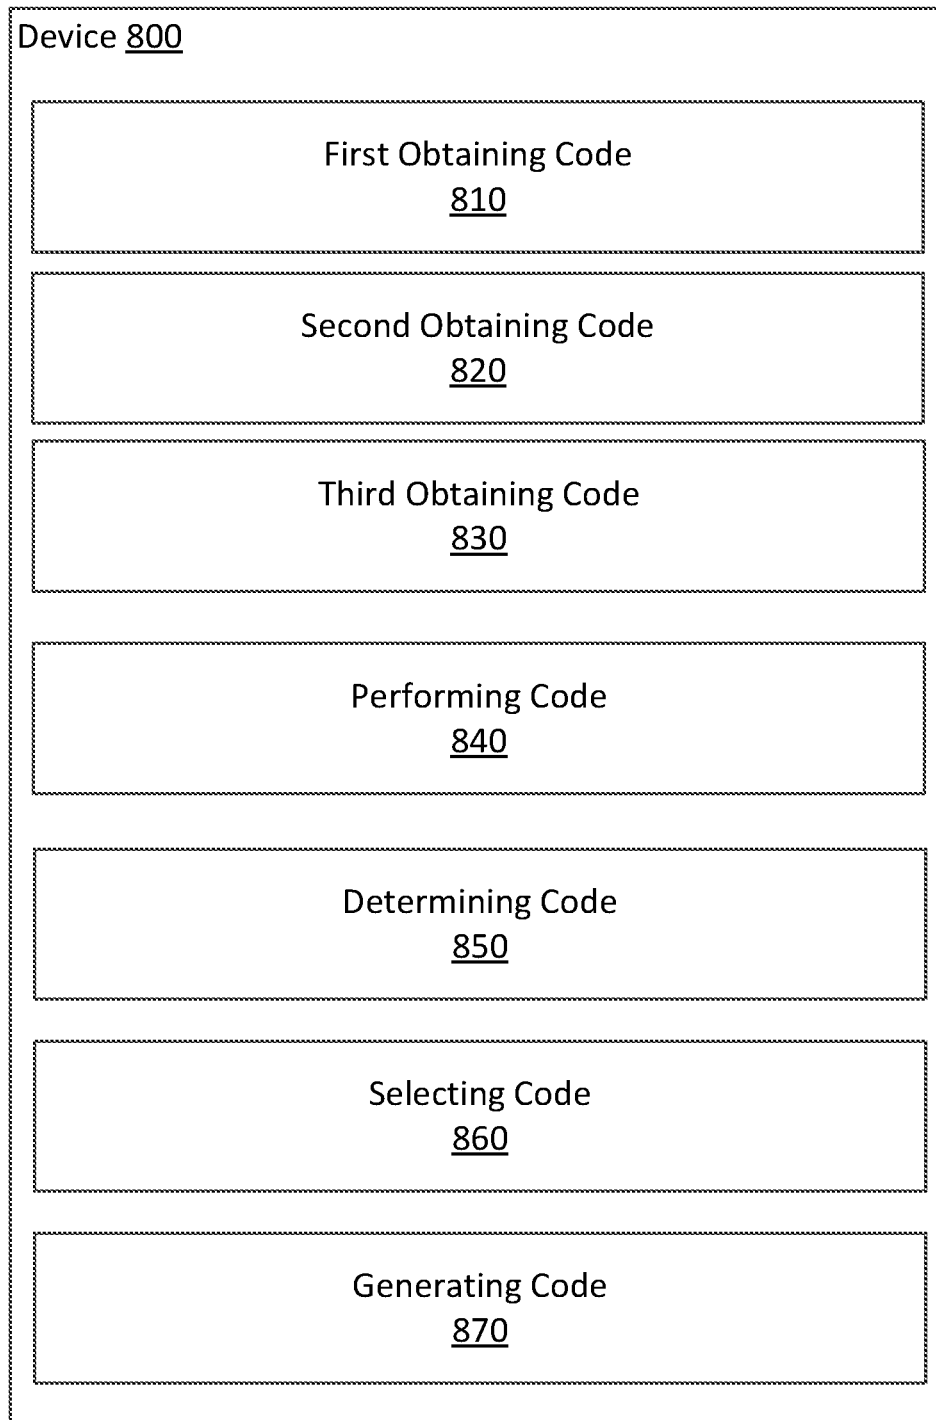 Device 800
First Obtaining Code
810
Second Obtaining Code
820
Third Obtaining Code
830
Performing Code
840
Determining Code
850
Selecting Code
860
Generating Code
870